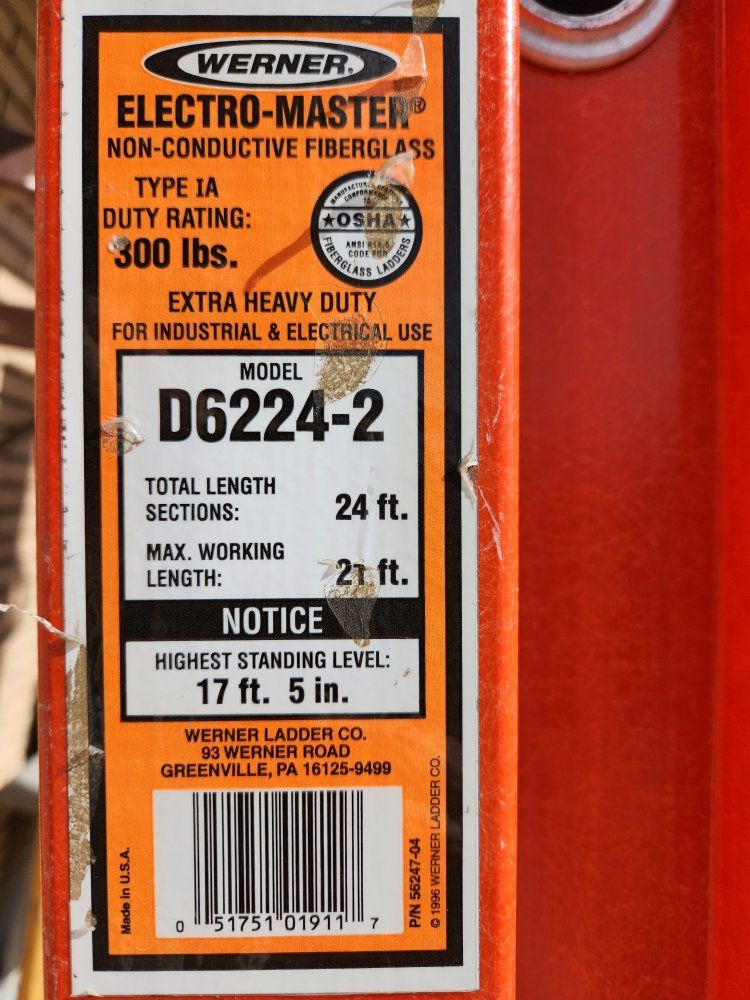 WERNER®
ELECTRO-MASTER®
NON-CONDUCTIVE FIBERGLASS
TYPE IA
DUTY RATING:
300 lbs.
OSHA
ANSI A14.5
CODE FOR
FIBERGLASS LADDERS
EXTRA HEAVY DUTY
FOR INDUSTRIAL & ELECTRICAL USE
MODEL
D6224-2
TOTAL LENGTH
SECTIONS: 24 ft.
MAX. WORKING
LENGTH: 21 ft.
NOTICE
HIGHEST STANDING LEVEL:
17 ft. 5 in.
WERNER LADDER CO.
93 WERNER ROAD
GREENVILLE, PA 16125-9499
Made in U.S.A.
0 51751 01911 7
P/N 56247-04
© 1996 WERNER LADDER CO.